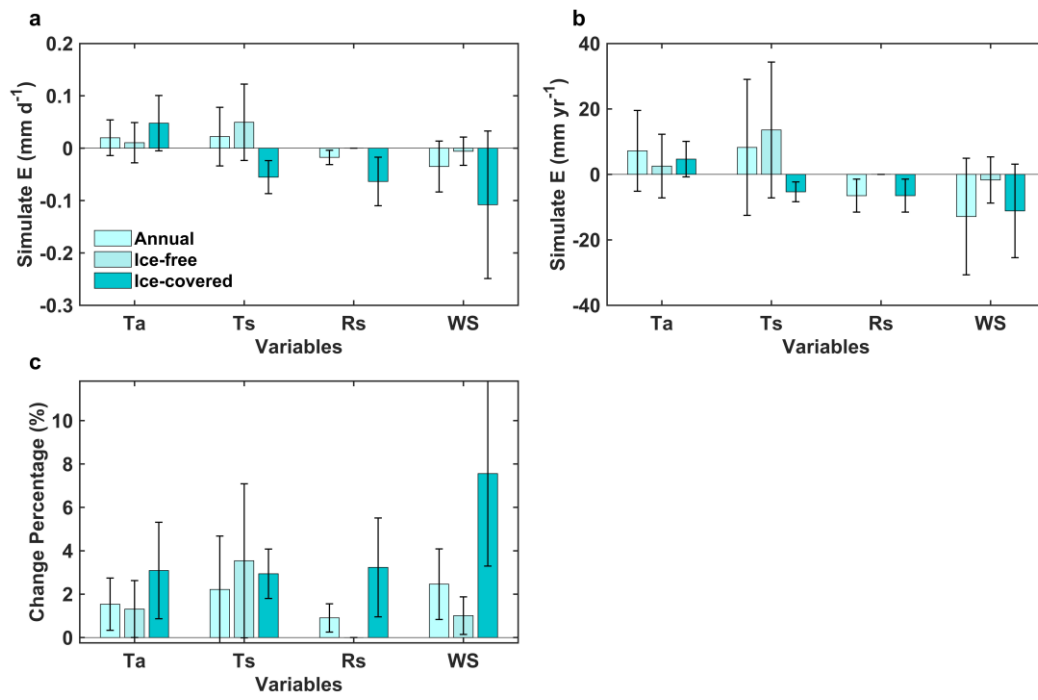 a
0.2
0.1
0
-0.1
-0.2
-0.3
Simulate E (mm d⁻¹)
Annual
Ice-free
Ice-covered
Ta Ts Rs WS
Variables
b
40
20
0
-20
-40
Simulate E (mm yr⁻¹)
Ta Ts Rs WS
Variables
c
10
8
6
4
2
0
Change Percentage (%)
Ta Ts Rs WS
Variables